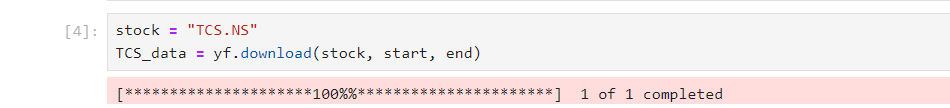 [4]: stock = "TCS.NS"
TCS_data = yf.download(stock, start, end)
[*********************100%%**********************]  1 of 1 completed